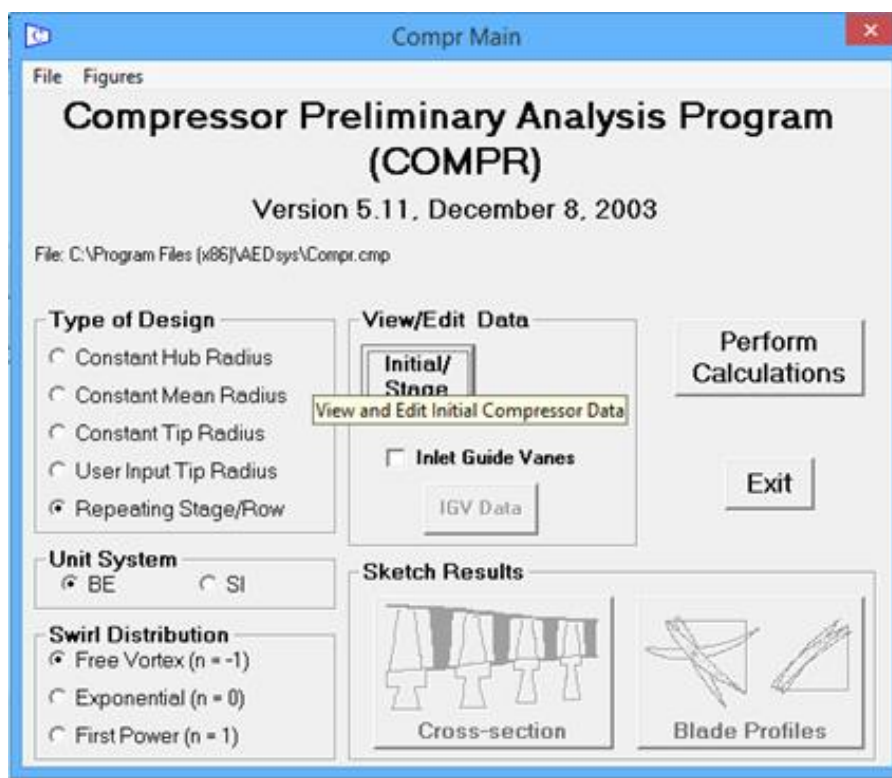 Compr Main
File Figures
Compressor Preliminary Analysis Program
(COMPR)
Version 5.11, December 8, 2003
File: C:\Program Files (x86)\AEDsys\Compr.cmp
Type of Design
Constant Hub Radius
Constant Mean Radius
Constant Tip Radius
User Input Tip Radius
Repeating Stage/Row
Unit System
BE SI
Swirl Distribution
Free Vortex (n = -1)
Exponential (n = 0)
First Power (n = 1)
View/Edit Data
Initial/
Stage
View and Edit Initial Compressor Data
Inlet Guide Vanes
IGV Data
Perform
Calculations
Exit
Sketch Results
Cross-section
Blade Profiles